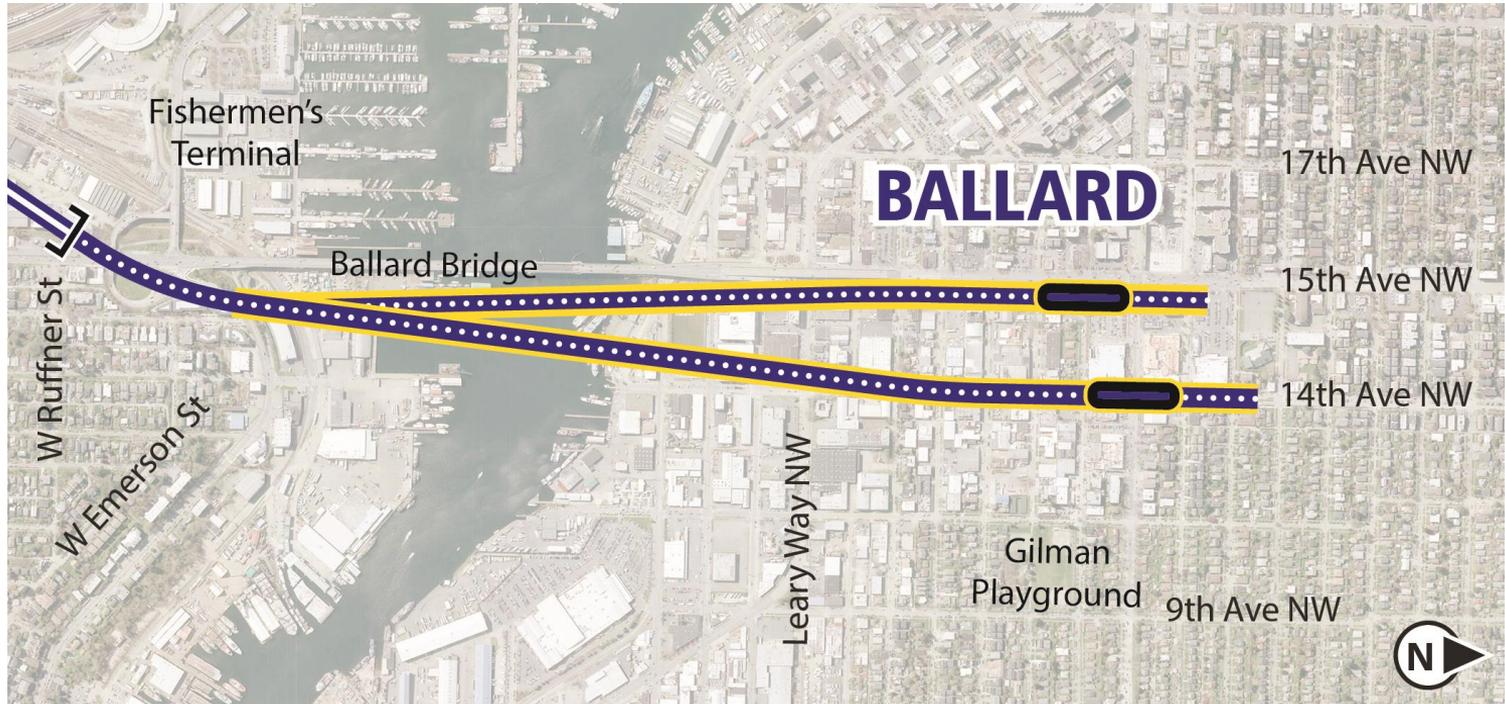 Fishermen's
Terminal
17th Ave NW
BALLARD
Ballard Bridge
15th Ave NW
W Ruffner St
14th Ave NW
W Emerson St
Leary Way NW
Gilman
Playground
9th Ave NW
N